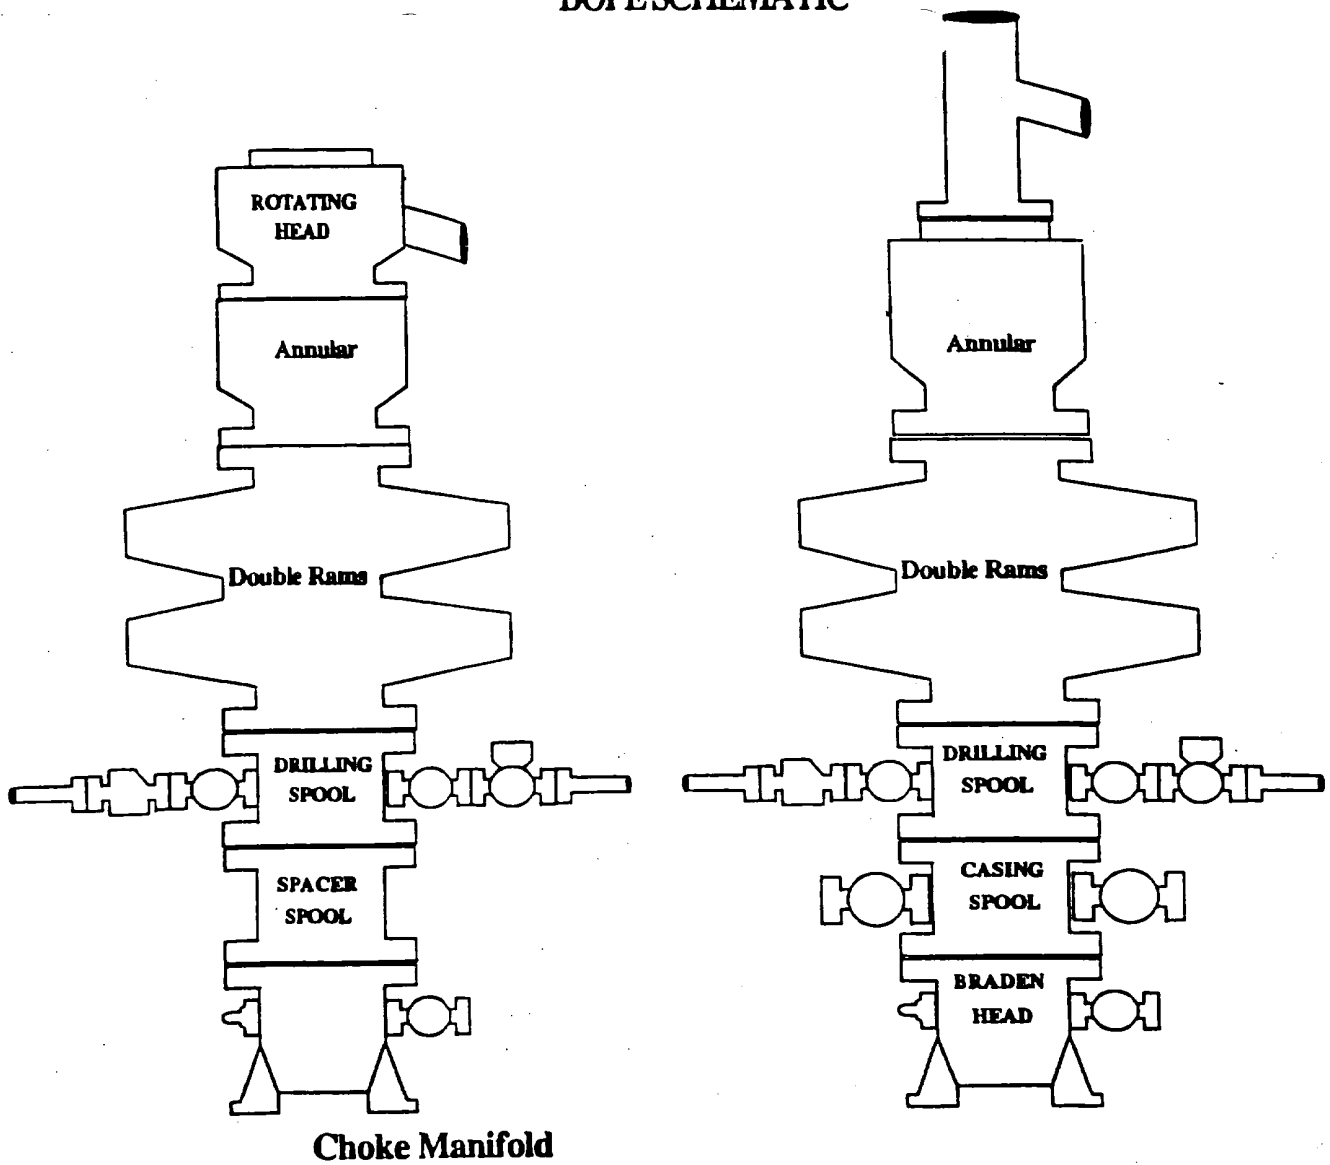 SCHEMATIC
ROTATING
HEAD
Annular
Double Rams
DRILLING
SPOOL
SPACER
SPOOL
Annular
Double Rams
DRILLING
SPOOL
CASING
SPOOL
BRADEN
HEAD
Choke Manifold